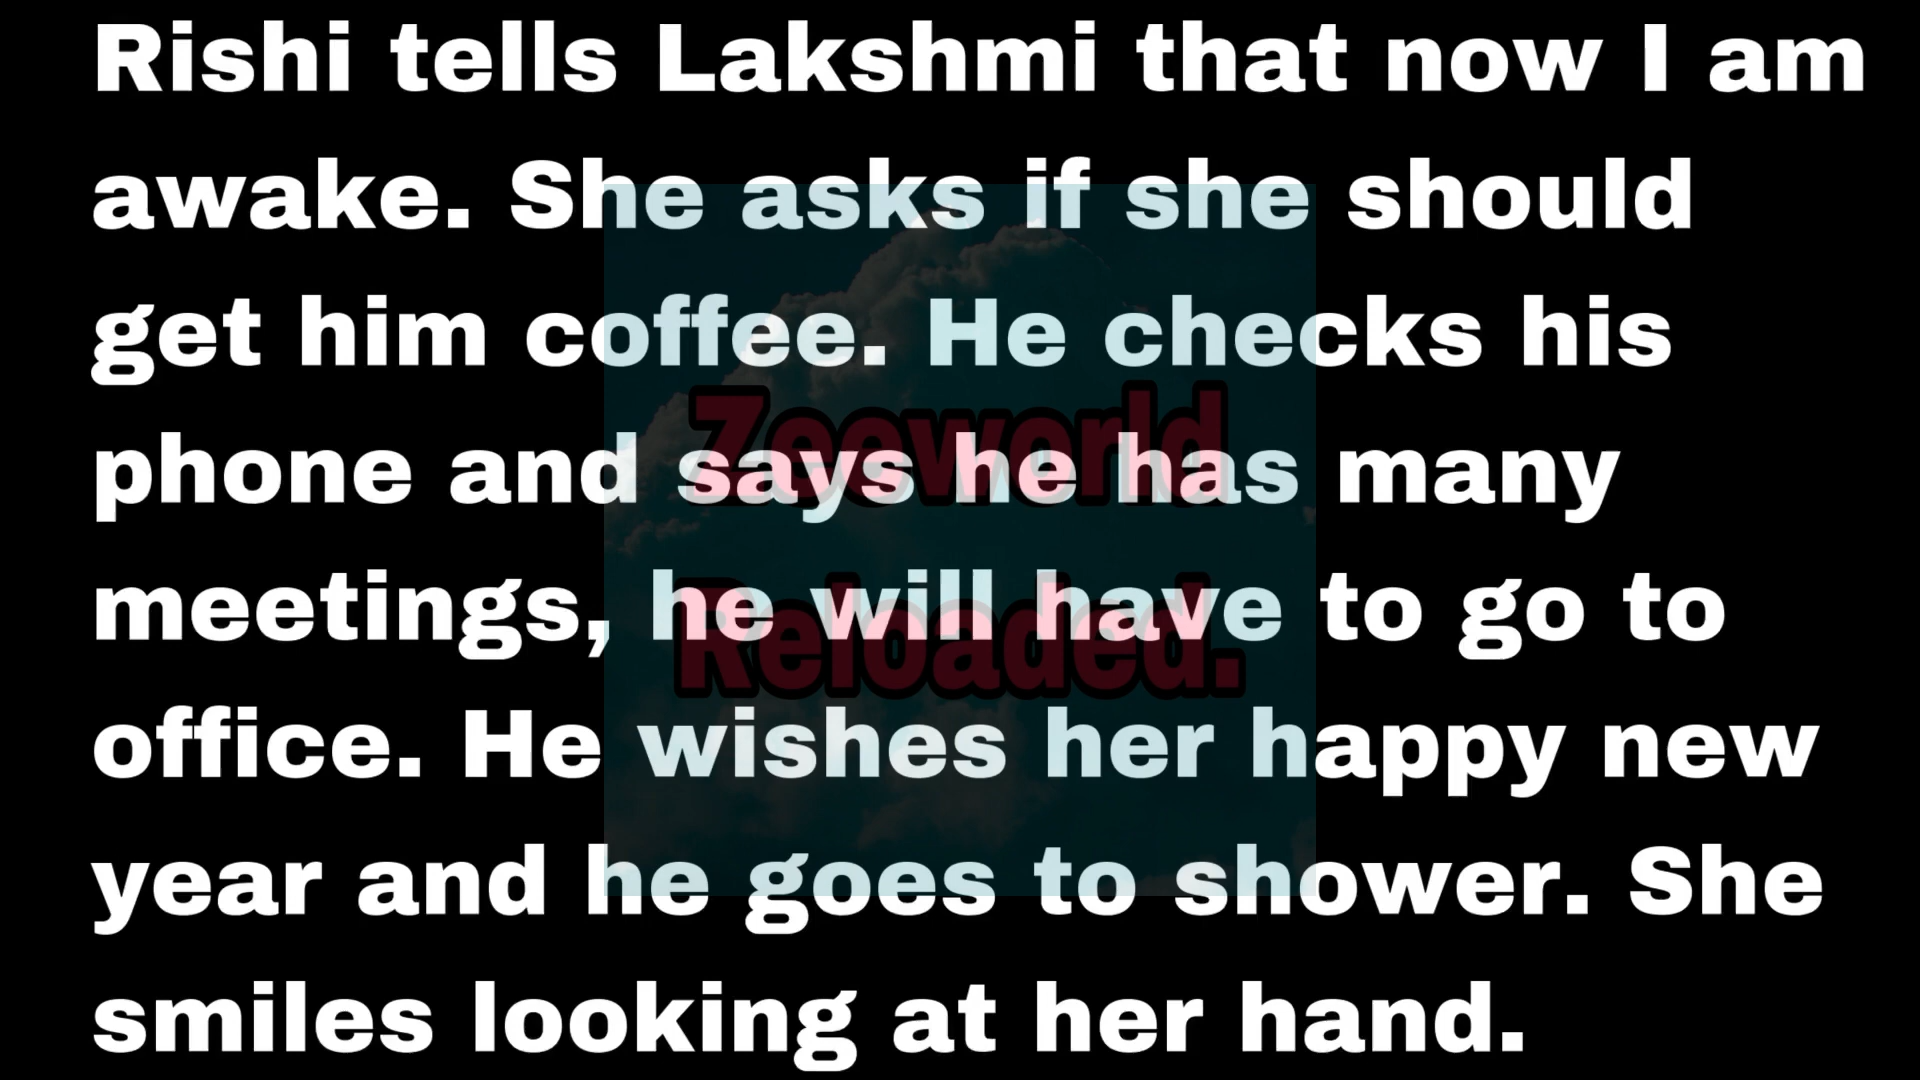 Rishi tells Lakshmi that now I am
awake. She asks if she should
get him coffee. He checks his
phone and says he has many
meetings, he will have to go to
office. He wishes her happy new
year and he goes to shower. She
smiles looking at her hand.
Zeeworld
Reloaded.